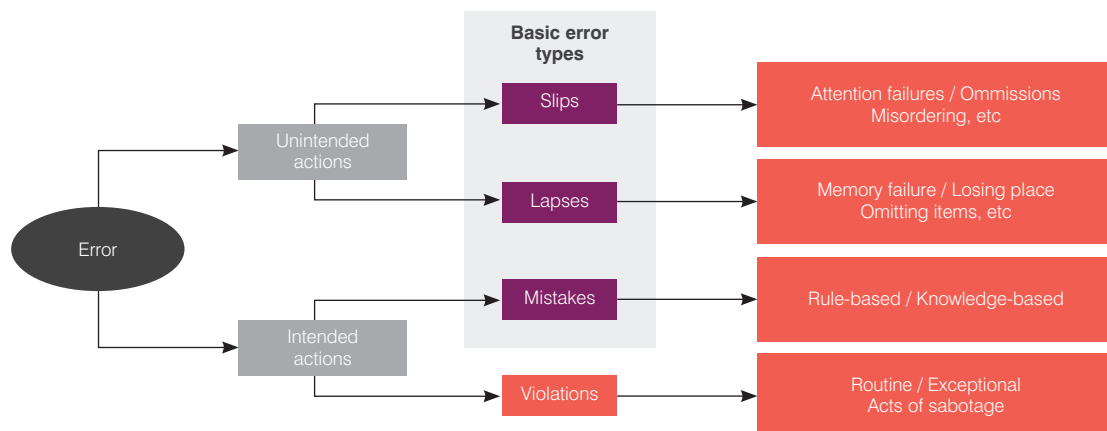 Basic error
types
Slips
Attention failures / Ommissions
Misordering, etc
Unintended
actions
Lapses
Memory failure / Losing place
Omitting items, etc
Error
Mistakes
Rule-based / Knowledge-based
Intended
actions
Violations
Routine / Exceptional
Acts of sabotage